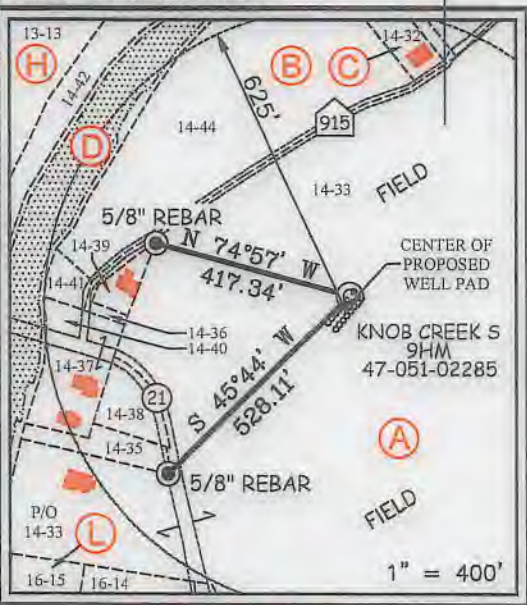 13-13
H
14-42
D
B
C
14-32
625'
915
14-44
14-33
FIELD
5/8" REBAR
N 74°57' W
417.34'
CENTER OF
PROPOSED
WELL PAD
14-39
14-41
14-36
14-40
KNOB CREEK S
9HM
47-051-02285
14-37
21
S 45°44' W
528.11'
14-38
14-35
A
5/8" REBAR
FIELD
P/O
14-33
L
16-15
16-14
1" = 400'